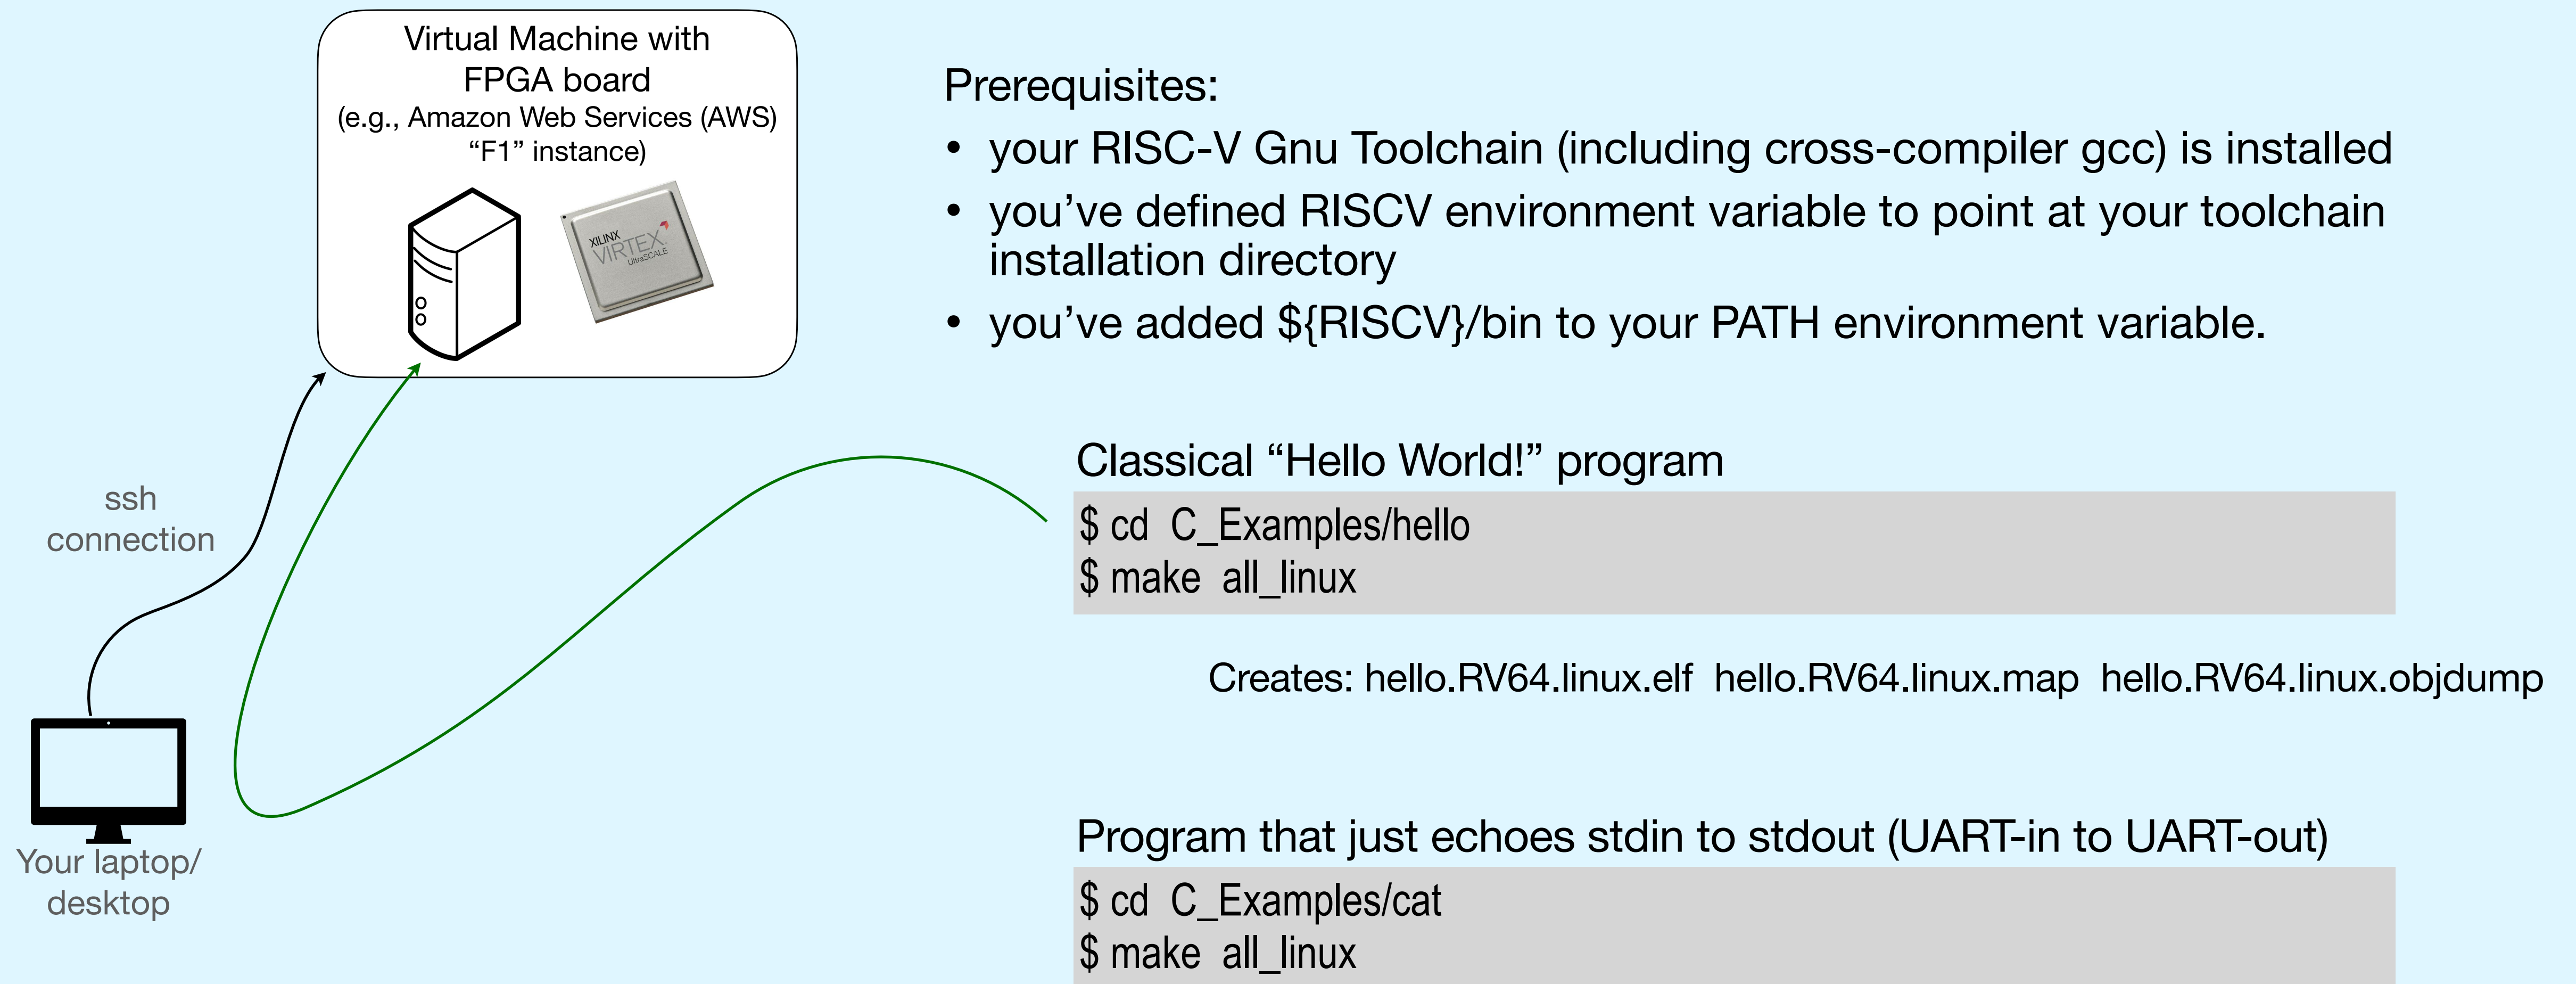 Virtual Machine with
FPGA board
(e.g., Amazon Web Services (AWS)
“F1” instance)
XILINX
VIRTEX
UltraSCALE
ssh
connection
Your laptop/
desktop
Prerequisites:
• your RISC-V Gnu Toolchain (including cross-compiler gcc) is installed
• you’ve defined RISCV environment variable to point at your toolchain
installation directory
• you’ve added ${RISCV}/bin to your PATH environment variable.
Classical “Hello World!” program
$ cd  C_Examples/hello
$ make  all_linux
Creates: hello.RV64.linux.elf  hello.RV64.linux.map  hello.RV64.linux.objdump
Program that just echoes stdin to stdout (UART-in to UART-out)
$ cd  C_Examples/cat
$ make  all_linux